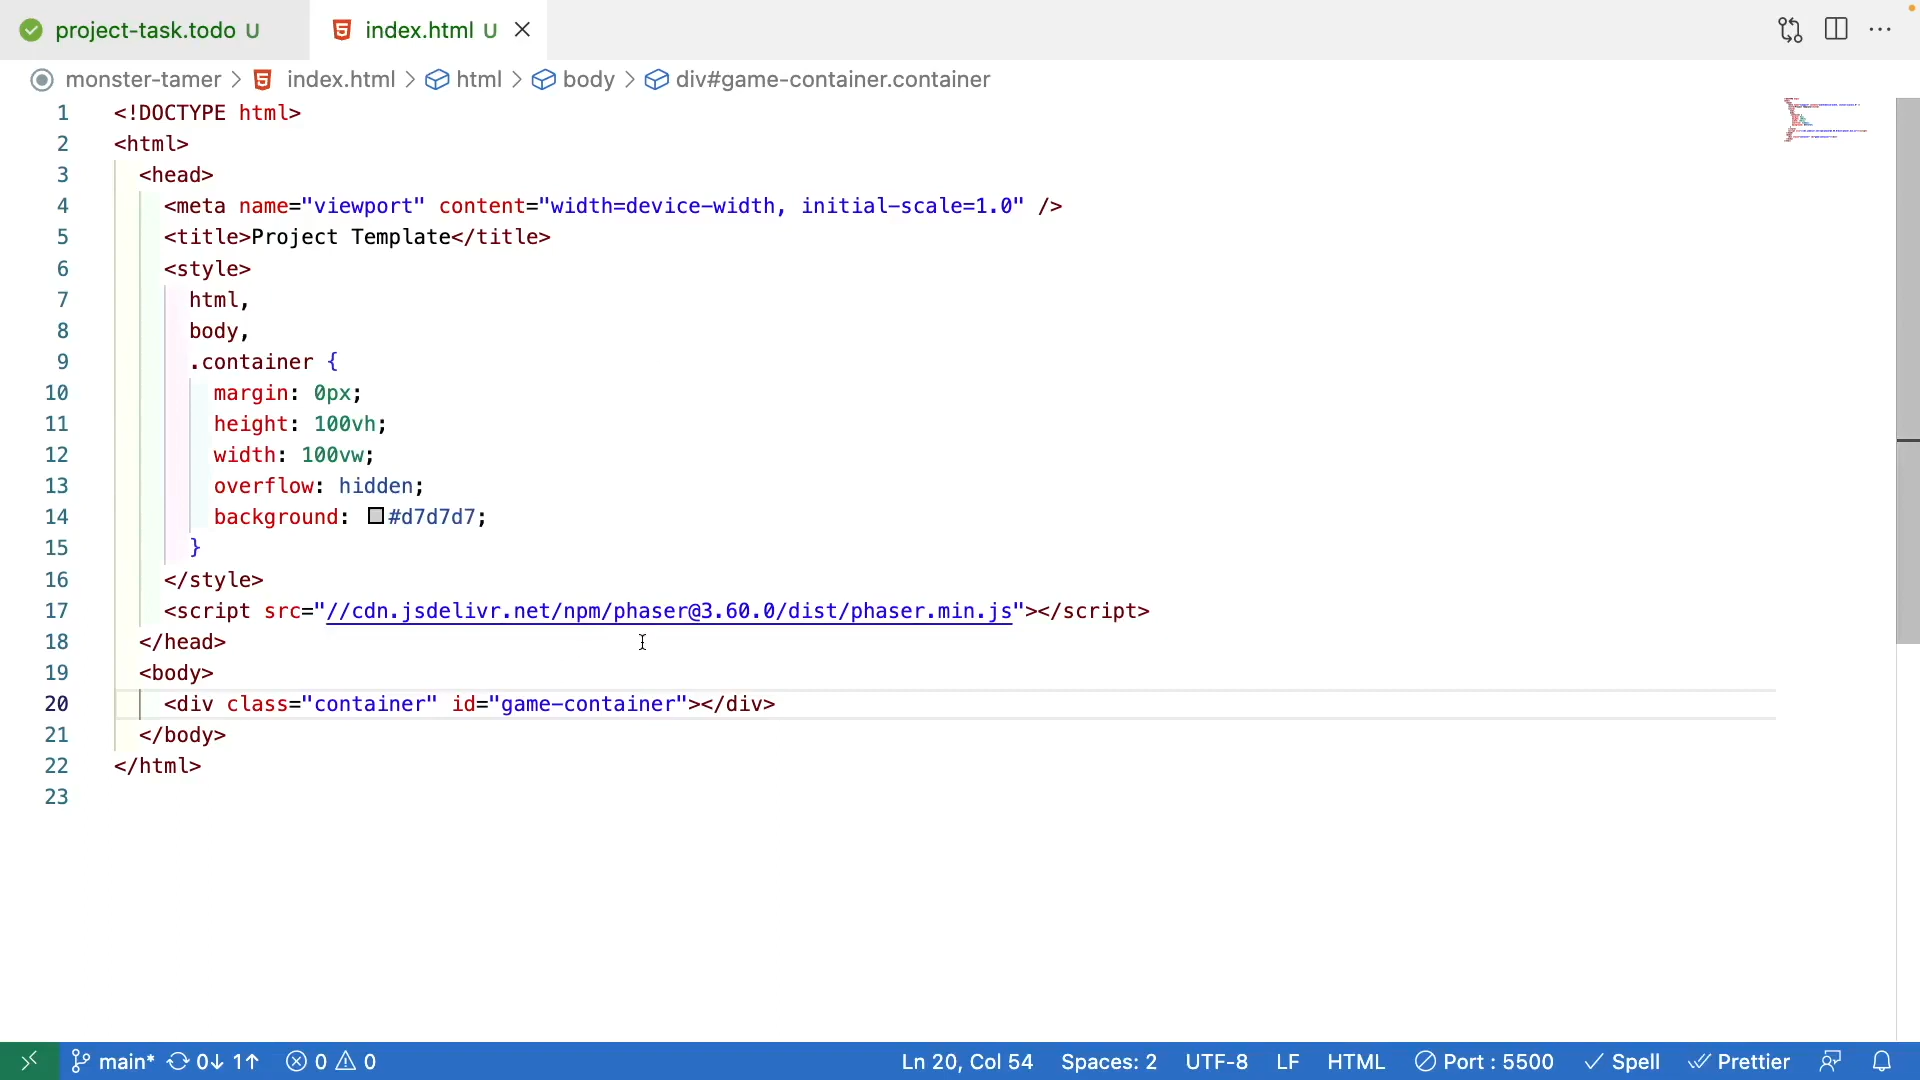 project-task.todo U index.html U
monster-tamer > index.html > html > body > div#game-container.container
1 <!DOCTYPE html>
2 <html>
3 <head>
4 <meta name="viewport" content="width=device-width, initial-scale=1.0" />
5 <title>Project Template</title>
6 <style>
7 html,
8 body,
9 .container {
10 margin: 0px;
11 height: 100vh;
12 width: 100vw;
13 overflow: hidden;
14 background: #d7d7d7;
15 }
16 </style>
17 <script src="//cdn.jsdelivr.net/npm/phaser@3.60.0/dist/phaser.min.js"></script>
18 </head>
19 <body>
20 <div class="container" id="game-container"></div>
21 </body>
22 </html>
23
main* 0↓ 1↑ 0 0 Ln 20, Col 54 Spaces: 2 UTF-8 LF HTML Port : 5500 Spell Prettier